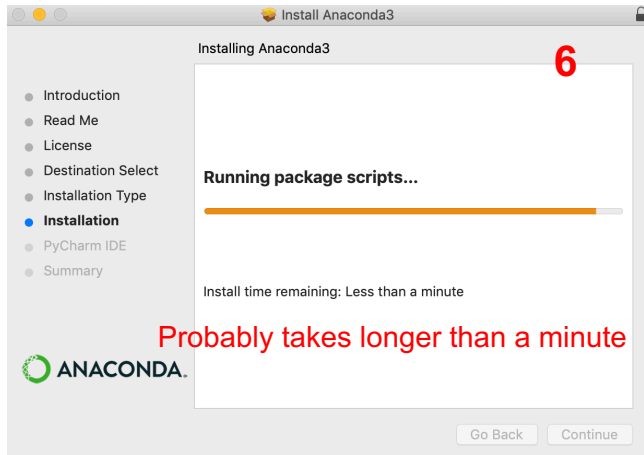 Install Anaconda3
Installing Anaconda3
6
Introduction
Read Me
License
Destination Select
Installation Type
Installation
PyCharm IDE
Summary
Running package scripts...
Install time remaining: Less than a minute
Probably takes longer than a minute
ANACONDA.
Go Back
Continue